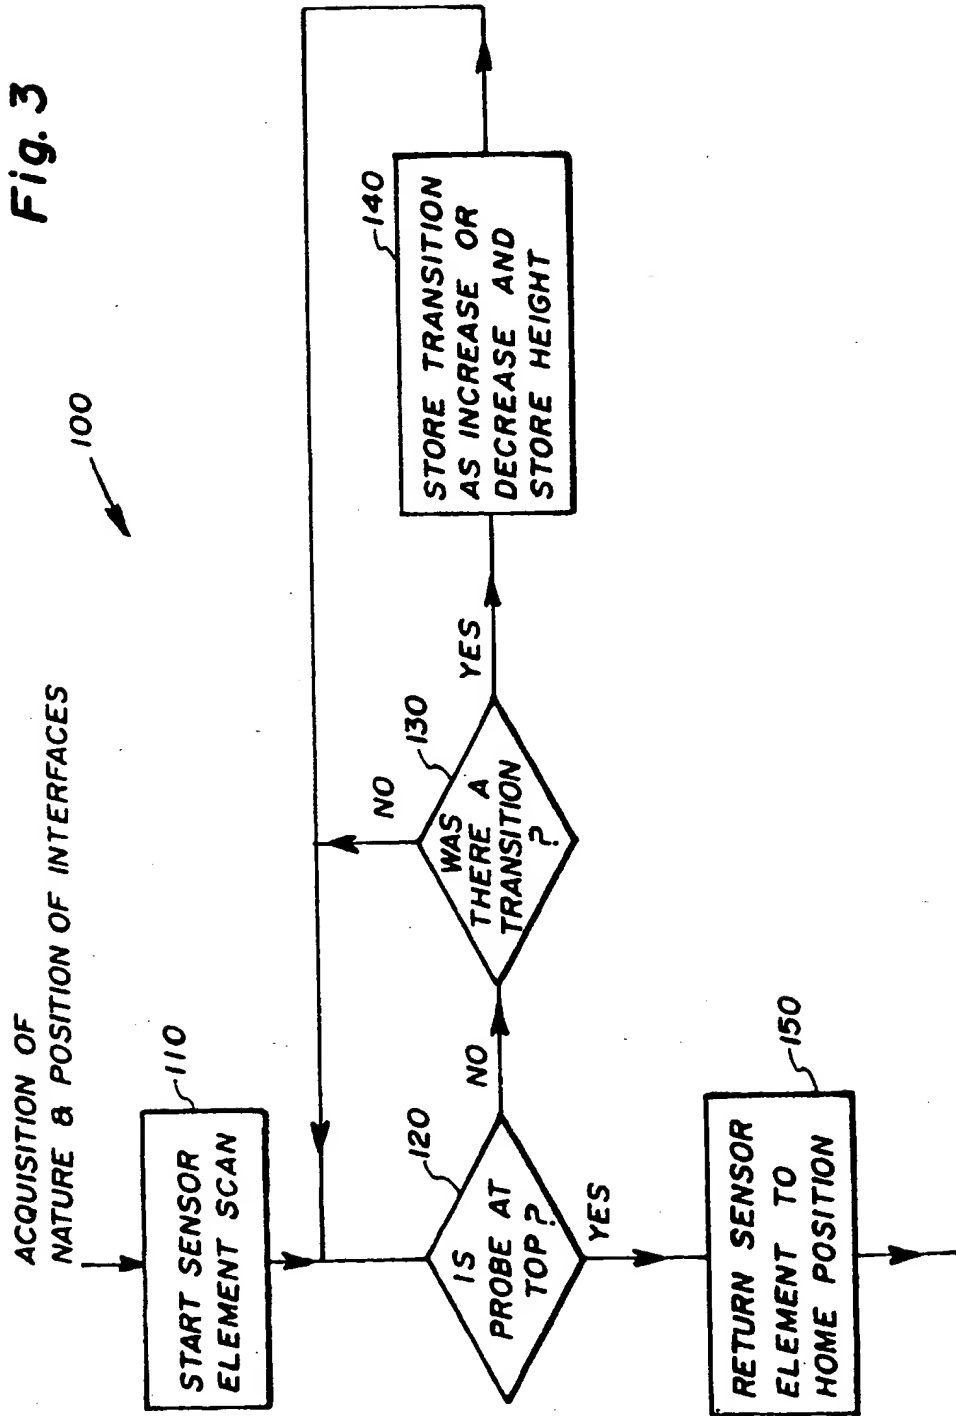 Fig. 3
ACQUISITION OF
NATURE & POSITION OF INTERFACES
100
110
START SENSOR
ELEMENT SCAN
120
IS
PROBE AT
TOP?
NO
YES
130
WAS
THERE A
TRANSITION
?
NO
YES
140
STORE TRANSITION
AS INCREASE OR
DECREASE AND
STORE HEIGHT
150
RETURN SENSOR
ELEMENT TO
HOME POSITION